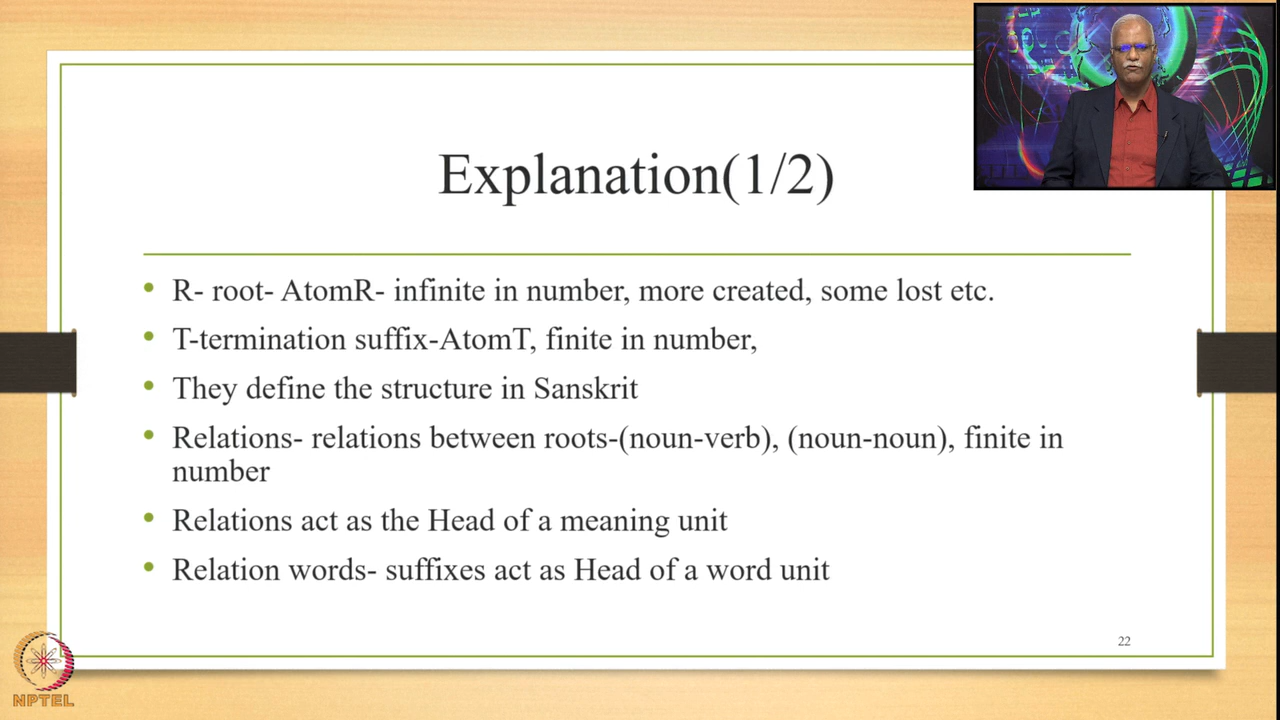 Explanation(1/2)
R- root- AtomR- infinite in number, more created, some lost etc.
T-termination suffix-AtomT, finite in number,
They define the structure in Sanskrit
Relations- relations between roots-(noun-verb), (noun-noun), finite in
number
Relations act as the Head of a meaning unit
Relation words- suffixes act as Head of a word unit
22
NPTEL